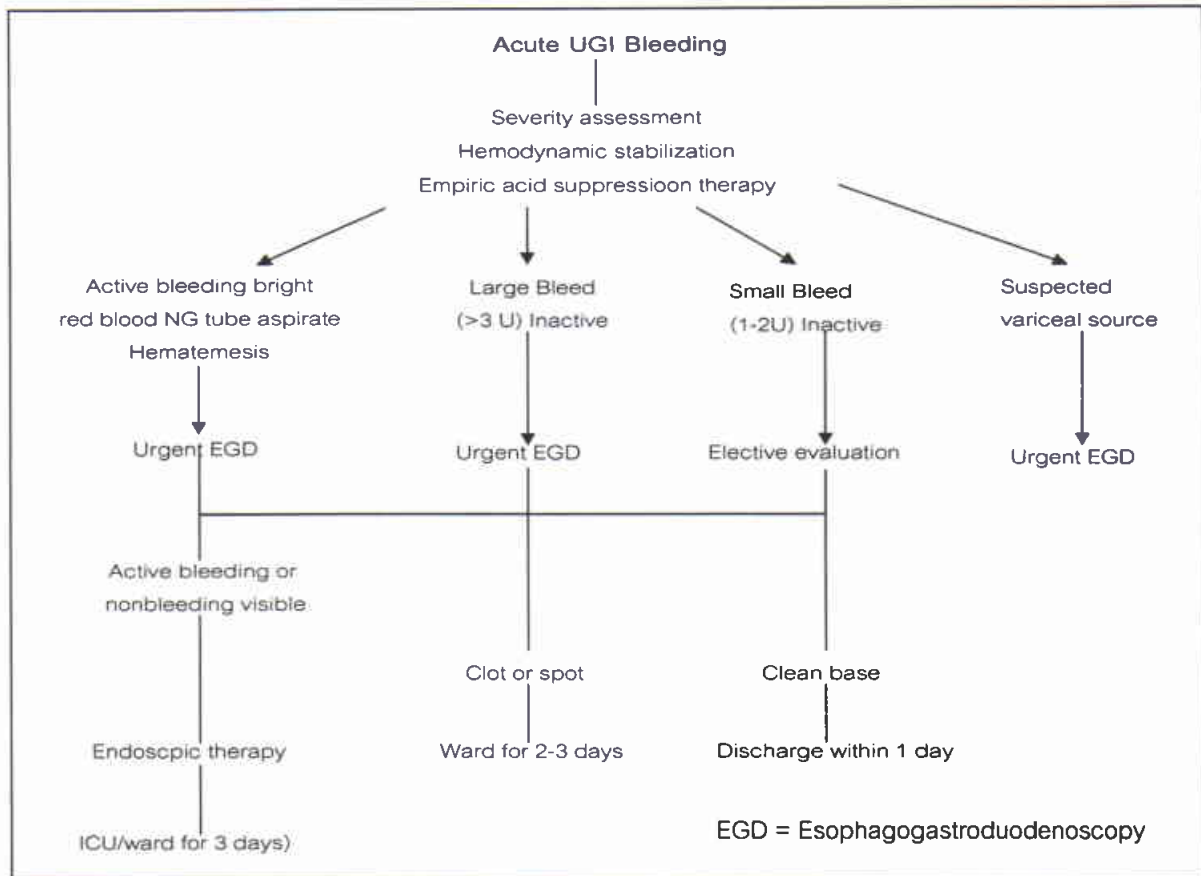 Acute UGI Bleeding
Severity assessment
Hemodynamic stabilization
Empiric acid suppressioon therapy
Active bleeding bright
red blood NG tube aspirate
Hematemesis
Large Bleed
(>3 U) Inactive
Small Bleed
(1-2U) Inactive
Suspected
variceal source
Urgent EGD
Urgent EGD
Elective evaluation
Urgent EGD
Active bleeding or
nonbleeding visible
Clot or spot
Clean base
Endoscpic therapy
Ward for 2-3 days
Discharge within 1 day
ICU/ward for 3 days)
EGD = Esophagogastroduodenoscopy